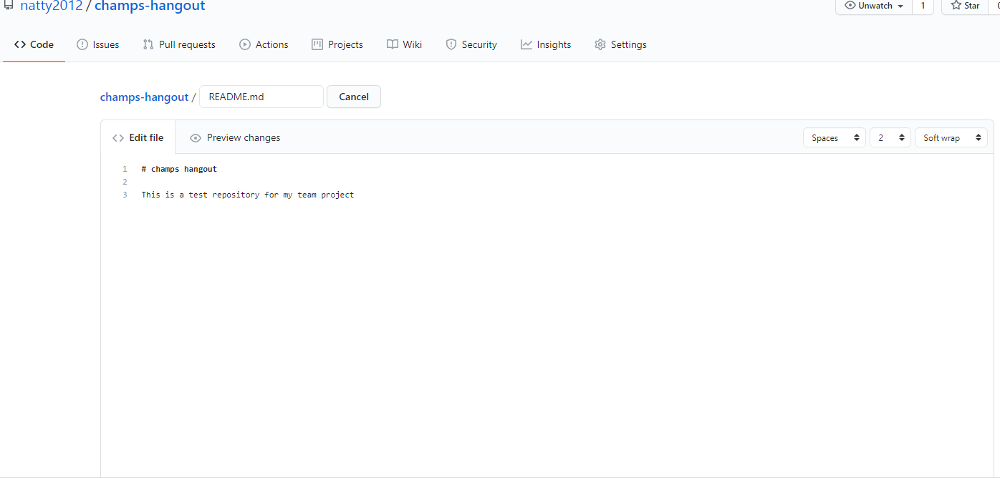 natty2012 / champs-hangout Unwatch 1 Star
Code Issues Pull requests Actions Projects Wiki Security Insights Settings
champs-hangout / README.md Cancel
Edit file Preview changes Spaces 2 Soft wrap
1 # champs hangout
2
3 This is a test repository for my team project